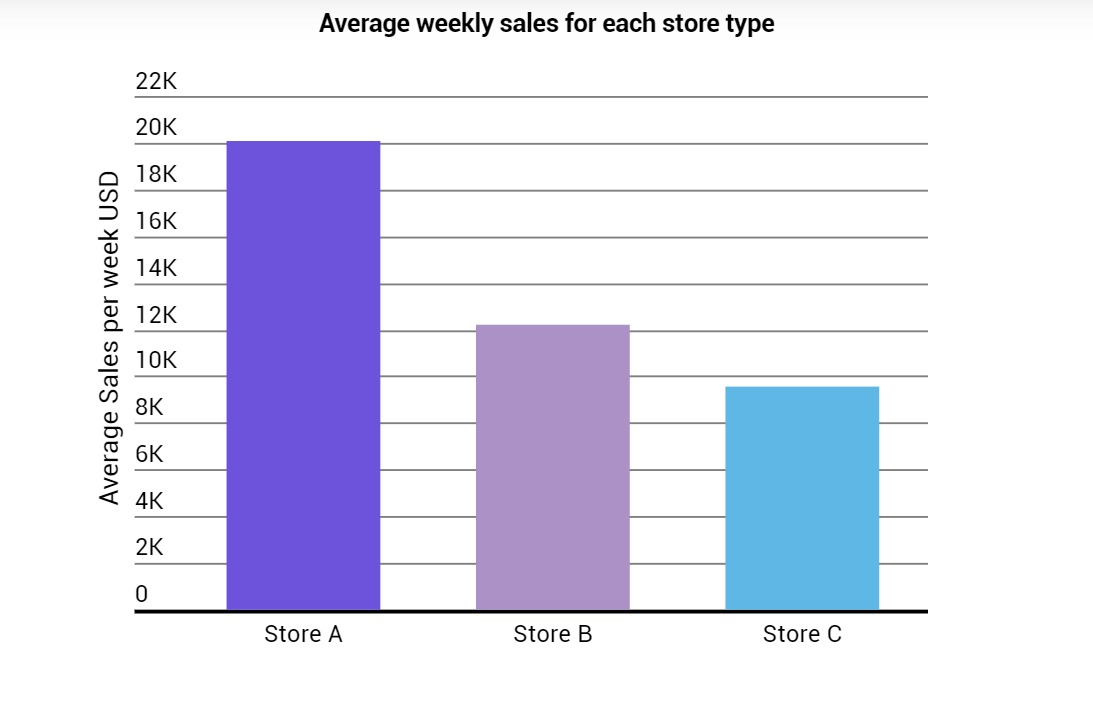 Average weekly sales for each store type
Average Sales per week USD
22K
20K
18K
16K
14K
12K
10K
8K
6K
4K
2K
0
Store A
Store B
Store C